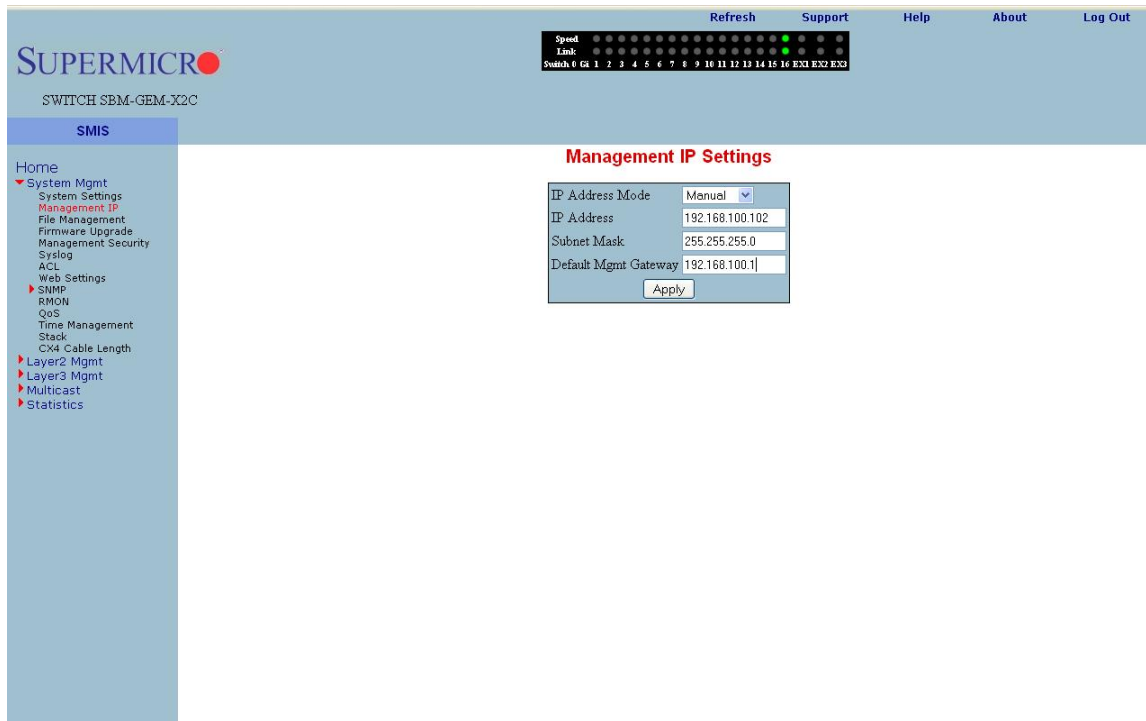 Refresh Support Help About Log Out
SUPERMICRO
SWITCH SBM-GEM-X2C
Speed
Link
Switch 0 Gi 1 2 3 4 5 6 7 8 9 10 11 12 13 14 15 16 EX1 EX2 EX3
SMIS
Home
System Mgmt
System Settings
Management IP
File Management
Firmware Upgrade
Management Security
Syslog
ACL
Web Settings
SNMP
RMON
QoS
Time Management
Stack
CX4 Cable Length
Layer2 Mgmt
Layer3 Mgmt
Multicast
Statistics
Management IP Settings
IP Address Mode Manual
IP Address 192.168.100.102
Subnet Mask 255.255.255.0
Default Mgmt Gateway 192.168.100.1
Apply